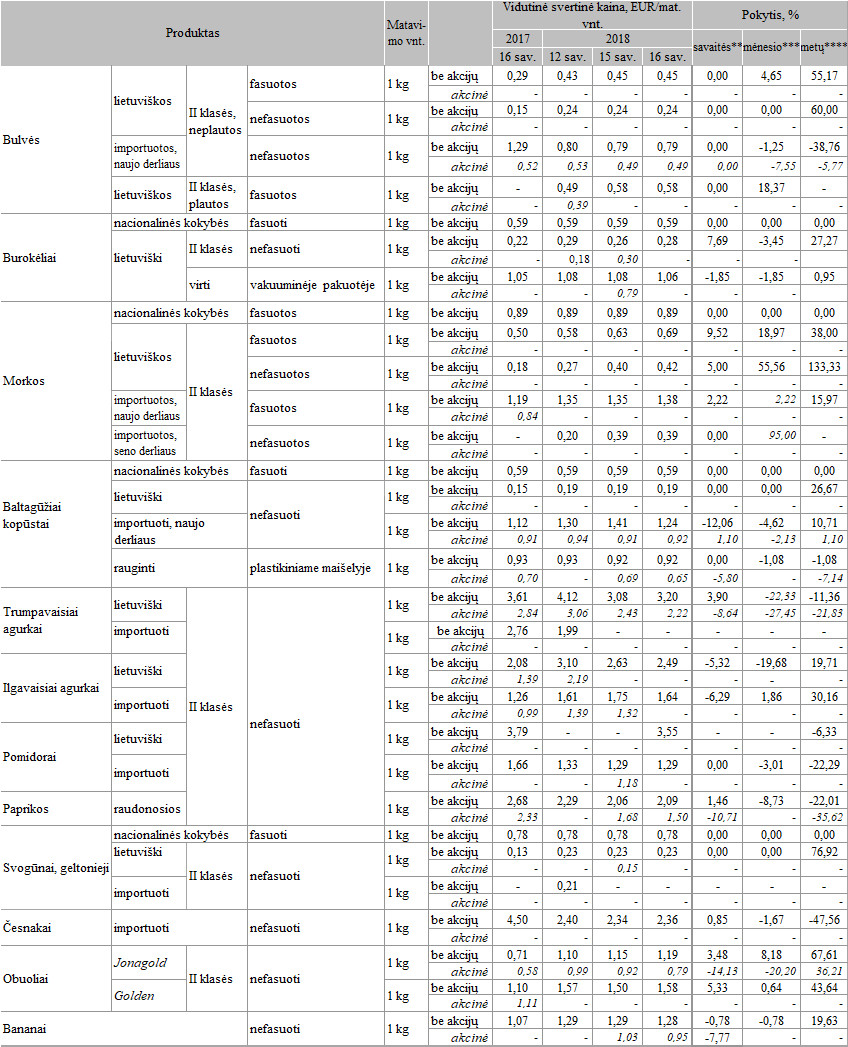 Produktas Matavi- mo vnt. Vidutinė svertinė kaina, EUR/mat. vnt. Pokytis, %
2017 2018 savaitės** mėnesio*** metų****
16 sav. 12 sav. 15 sav. 16 sav.
Bulvės lietuviškos II klasės, neplautos fasuotos 1 kg be akcijų 0,29 0,43 0,45 0,45 0,00 4,65 55,17
akcinė - - - - - - -
nefasuotos 1 kg be akcijų 0,15 0,24 0,24 0,24 0,00 0,00 60,00
akcinė - - - - - - -
importuotos, naujo derliaus nefasuotos 1 kg be akcijų 1,29 0,80 0,79 0,79 0,00 -1,25 -38,76
akcinė 0,52 0,53 0,49 0,49 0,00 -7,55 -5,77
lietuviškos II klasės, plautos fasuotos 1 kg be akcijų - 0,49 0,58 0,58 0,00 18,37 -
akcinė - 0,39 - - - - -
Burokėliai nacionalinės kokybės fasuoti 1 kg be akcijų 0,59 0,59 0,59 0,59 0,00 0,00 0,00
lietuviški II klasės nefasuoti 1 kg be akcijų 0,22 0,29 0,26 0,28 7,69 -3,45 27,27
akcinė - 0,18 0,30 - - -
virti vakuuminėje pakuotėje 1 kg be akcijų 1,05 1,08 1,08 1,06 -1,85 -1,85 0,95
akcinė - - 0,79 - - - -
Morkos nacionalinės kokybės fasuotos 1 kg be akcijų 0,89 0,89 0,89 0,89 0,00 0,00 0,00
lietuviškos II klasės fasuotos 1 kg be akcijų 0,50 0,58 0,63 0,69 9,52 18,97 38,00
akcinė - - - - - - -
nefasuotos 1 kg be akcijų 0,18 0,27 0,40 0,42 5,00 55,56 133,33
akcinė - - - - - - -
importuotos, naujo derliaus fasuotos 1 kg be akcijų 1,19 1,35 1,35 1,38 2,22 2,22 15,97
akcinė 0,84 - - - - - -
importuotos, seno derliaus nefasuotos 1 kg be akcijų - 0,20 0,39 0,39 0,00 95,00 -
akcinė - - - - - - -
Baltagūžiai kopūstai nacionalinės kokybės fasuoti 1 kg be akcijų 0,59 0,59 0,59 0,59 0,00 0,00 0,00
lietuviški nefasuoti 1 kg be akcijų 0,15 0,19 0,19 0,19 0,00 0,00 26,67
akcinė - - - - - - -
importuoti, naujo derliaus 1 kg be akcijų 1,12 1,30 1,41 1,24 -12,06 -4,62 10,71
akcinė 0,91 0,94 0,91 0,92 1,10 -2,13 1,10
rauginti plastikiniame maišelyje 1 kg be akcijų 0,93 0,93 0,92 0,92 0,00 -1,08 -1,08
akcinė 0,70 - 0,69 0,65 -5,80 - -7,14
Trumpavaisiai agurkai lietuviški II klasės nefasuoti 1 kg be akcijų 3,61 4,12 3,08 3,20 3,90 -22,33 -11,36
akcinė 2,84 3,06 2,43 2,22 -8,64 -27,45 -21,83
importuoti 1 kg be akcijų 2,76 1,99 - - - - -
akcinė - - - - - - -
Ilgavaisiai agurkai lietuviški 1 kg be akcijų 2,08 3,10 2,63 2,49 -5,32 -19,68 19,71
akcinė 1,39 2,19 - - - - -
importuoti 1 kg be akcijų 1,26 1,61 1,75 1,64 -6,29 1,86 30,16
akcinė 0,99 1,39 1,32 - - - -
Pomidorai lietuviški 1 kg be akcijų 3,79 - - 3,55 - - -6,33
akcinė - - - - - - -
importuoti 1 kg be akcijų 1,66 1,33 1,29 1,29 0,00 -3,01 -22,29
akcinė - - 1,18 - - - -
Paprikos raudonosios 1 kg be akcijų 2,68 2,29 2,06 2,09 1,46 -8,73 -22,01
akcinė 2,33 - 1,68 1,50 -10,71 - -35,62
Svogūnai, geltonieji nacionalinės kokybės fasuoti 1 kg be akcijų 0,78 0,78 0,78 0,78 0,00 0,00 0,00
lietuviški II klasės nefasuoti 1 kg be akcijų 0,13 0,23 0,23 0,23 0,00 0,00 76,92
akcinė - - 0,15 - - - -
importuoti 1 kg be akcijų - 0,21 - - - - -
akcinė - - - - - - -
Česnakai importuoti nefasuoti 1 kg be akcijų 4,50 2,40 2,34 2,36 0,85 -1,67 -47,56
akcinė - - - - - - -
Obuoliai Jonagold II klasės nefasuoti 1 kg be akcijų 0,71 1,10 1,15 1,19 3,48 8,18 67,61
akcinė 0,58 0,99 0,92 0,79 -14,13 -20,20 36,21
Golden 1 kg be akcijų 1,10 1,57 1,50 1,58 5,33 0,64 43,64
akcinė 1,11 - - - - - -
Bananai nefasuoti 1 kg be akcijų 1,07 1,29 1,29 1,28 -0,78 -0,78 19,63
akcinė - - 1,03 0,95 -7,77 - -